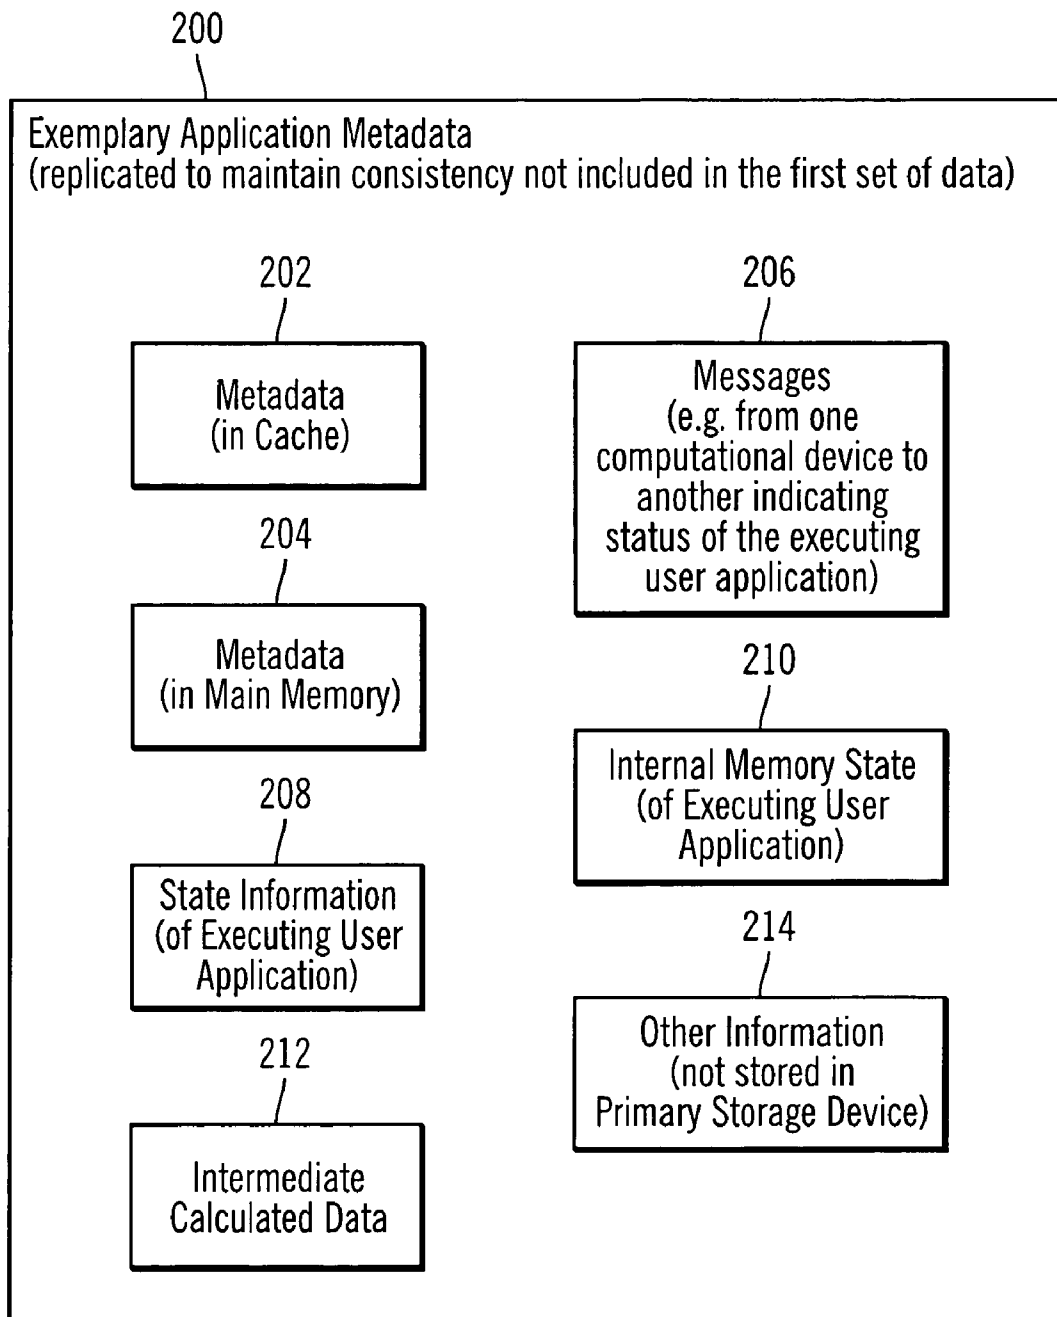 200
Exemplary Application Metadata
(replicated to maintain consistency not included in the first set of data)
202
Metadata
(in Cache)
204
Metadata
(in Main Memory)
208
State Information
(of Executing User
Application)
212
Intermediate
Calculated Data
206
Messages
(e.g. from one
computational device to
another indicating
status of the executing
user application)
210
Internal Memory State
(of Executing User
Application)
214
Other Information
(not stored in
Primary Storage Device)